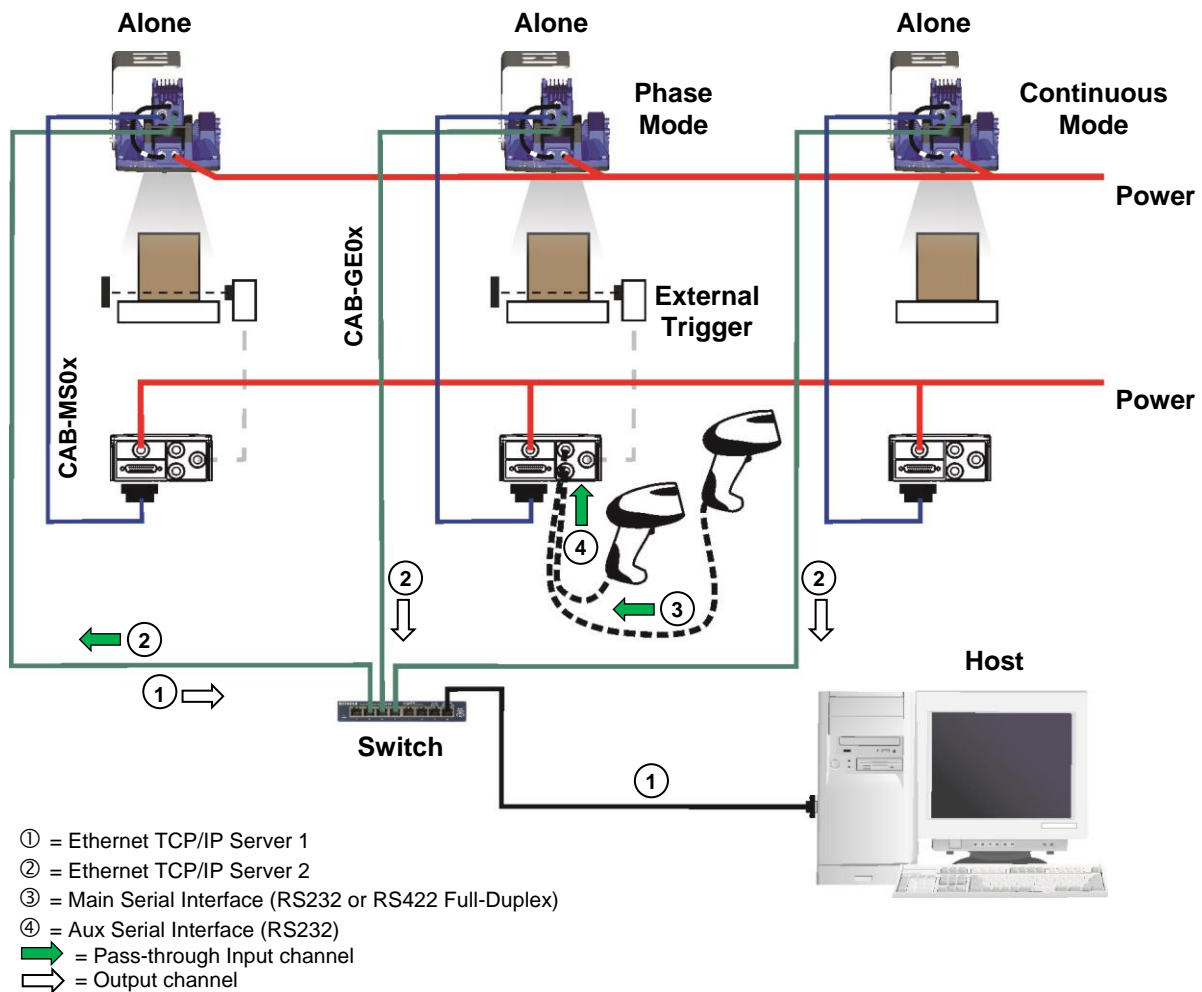 Alone
Alone
Alone
Phase
Mode
Continuous
Mode
Power
CAB-GE0x
External
Trigger
CAB-MS0x
Power
4
2
3
2
2
1
Host
Switch
1
① = Ethernet TCP/IP Server 1
② = Ethernet TCP/IP Server 2
③ = Main Serial Interface (RS232 or RS422 Full-Duplex)
④ = Aux Serial Interface (RS232)
= Pass-through Input channel
= Output channel